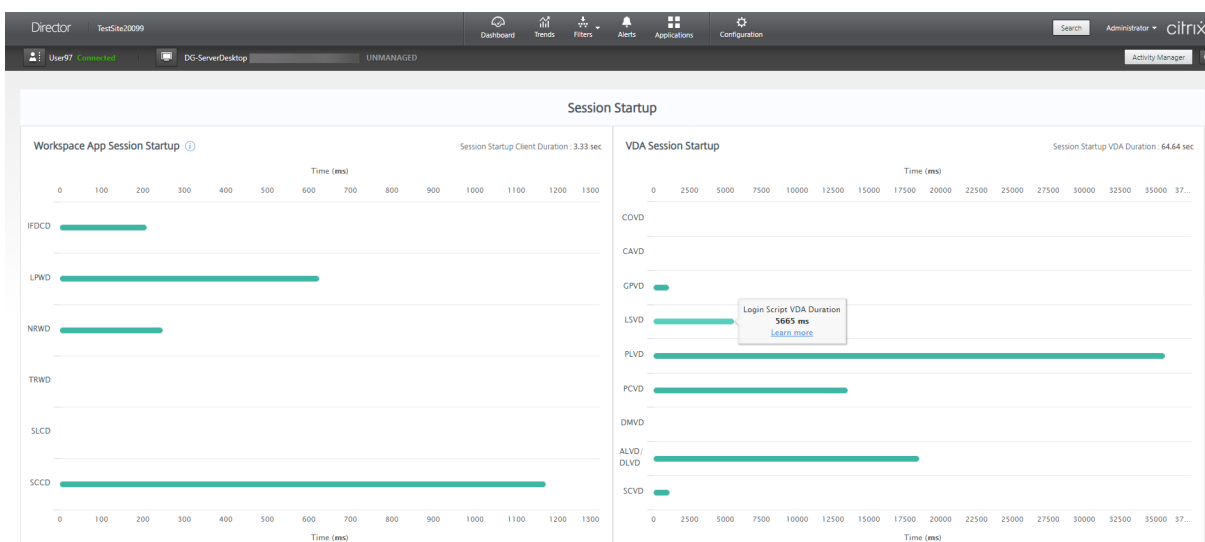 Director TestSite20099 Dashboard Trends Filters Alerts Applications Configuration Search Administrator citrix
User97 Connected DG-ServerDesktop UNMANAGED Activity Manager
Session Startup
Workspace App Session Startup Session Startup Client Duration : 3.33 sec
Time (ms)
0 100 200 300 400 500 600 700 800 900 1000 1100 1200 1300
IFDCD
LPWD
NRWD
TRWD
SLCD
SCCD
0 100 200 300 400 500 600 700 800 900 1000 1100 1200 1300
Time (ms)
VDA Session Startup Session Startup VDA Duration : 64.64 sec
Time (ms)
0 2500 5000 7500 10000 12500 15000 17500 20000 22500 25000 27500 30000 32500 35000 37...
COVD
CAVD
GPVD
LSVD
Login Script VDA Duration
5665 ms
Learn more
PLVD
PCVD
DMVD
ALVD/
DLVD
SCVD
0 2500 5000 7500 10000 12500 15000 17500 20000 22500 25000 27500 30000 32500 35000 37...
Time (ms)